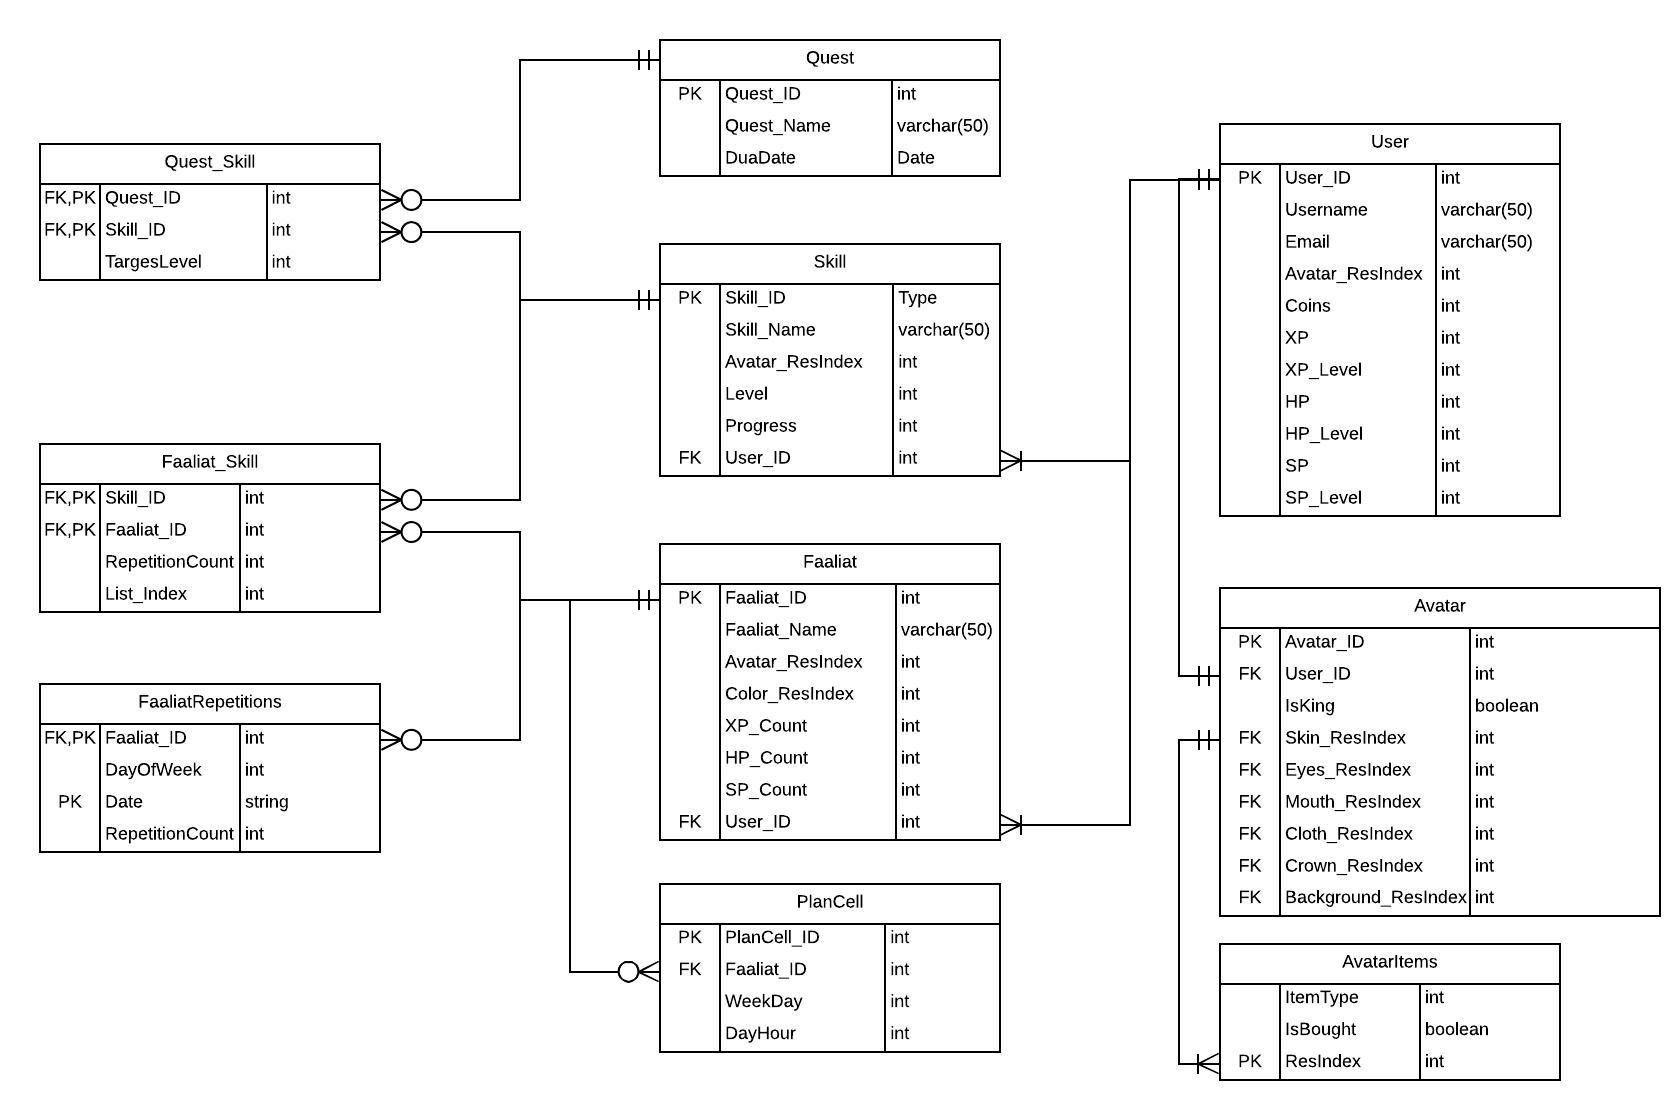 Quest
PK Quest_ID int
Quest_Name varchar(50)
DuaDate Date
Quest_Skill
FK,PK Quest_ID int
FK,PK Skill_ID int
TargesLevel int
Skill
PK Skill_ID Type
Skill_Name varchar(50)
Avatar_ResIndex int
Level int
Progress int
FK User_ID int
User
PK User_ID int
Username varchar(50)
Email varchar(50)
Avatar_ResIndex int
Coins int
XP int
XP_Level int
HP int
HP_Level int
SP int
SP_Level int
Faaliat_Skill
FK,PK Skill_ID int
FK,PK Faaliat_ID int
RepetitionCount int
List_Index int
Faaliat
PK Faaliat_ID int
Faaliat_Name varchar(50)
Avatar_ResIndex int
Color_ResIndex int
XP_Count int
HP_Count int
SP_Count int
FK User_ID int
Avatar
PK Avatar_ID int
FK User_ID int
IsKing boolean
FK Skin_ResIndex int
FK Eyes_ResIndex int
FK Mouth_ResIndex int
FK Cloth_ResIndex int
FK Crown_ResIndex int
FK Background_ResIndex int
FaaliatRepetitions
FK,PK Faaliat_ID int
DayOfWeek int
PK Date string
RepetitionCount int
PlanCell
PK PlanCell_ID int
FK Faaliat_ID int
WeekDay int
DayHour int
AvatarItems
ItemType int
IsBought boolean
PK ResIndex int